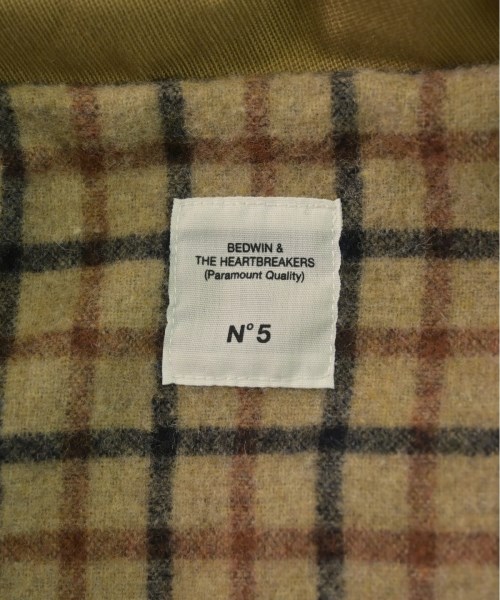 BEDWIN &
THE HEARTBREAKERS
(Paramount Quality)
N° 5